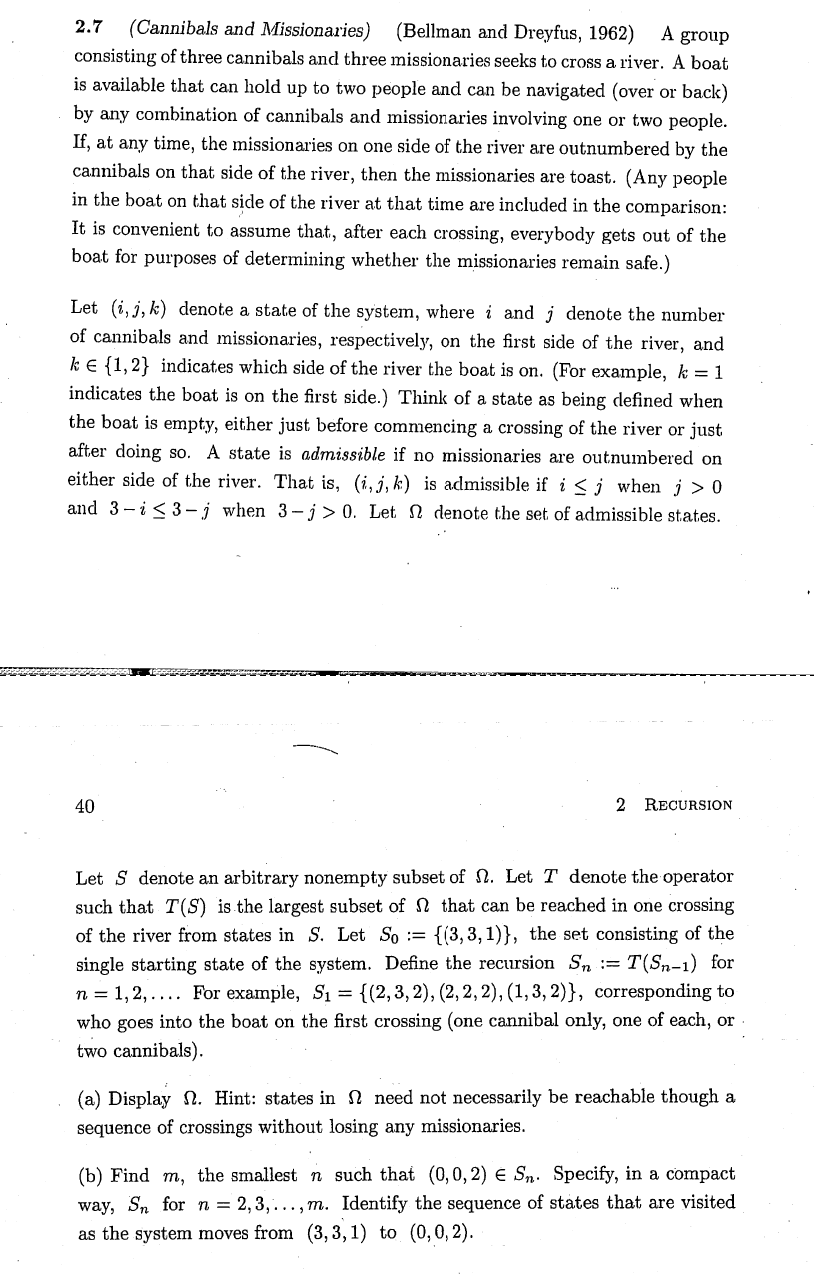 2.7 (Cannibals and Missionaries) (Bellman and Dreyfus, 1962) A group
consisting of three cannibals and three missionaries seeks to cross a river. A boat
is available that can hold up to two people and can be navigated (over or back)
by any combination of cannibals and missionaries involving one or two people.
If, at any time, the missionaries on one side of the river are outnumbered by the
cannibals on that side of the river, then the missionaries are toast. (Any people
in the boat on that side of the river at that time are included in the comparison:
It is convenient to assume that, after each crossing, everybody gets out of the
boat for purposes of determining whether the missionaries remain safe.)
Let (i, j, k) denote a state of the system, where i and j denote the number
of cannibals and missionaries, respectively, on the first side of the river, and
k ∈ {1, 2} indicates which side of the river the boat is on. (For example, k = 1
indicates the boat is on the first side.) Think of a state as being defined when
the boat is empty, either just before commencing a crossing of the river or just
after doing so. A state is admissible if no missionaries are outnumbered on
either side of the river. That is, (i, j, k) is admissible if i ≤ j when j > 0
and 3 − i ≤ 3 − j when 3 − j > 0. Let Ω denote the set of admissible states.
40 2 RECURSION
Let S denote an arbitrary nonempty subset of Ω. Let T denote the operator
such that T(S) is the largest subset of Ω that can be reached in one crossing
of the river from states in S. Let S₀ := {(3, 3, 1)}, the set consisting of the
single starting state of the system. Define the recursion Sₙ := T(Sₙ₋₁) for
n = 1, 2, . . . . For example, S₁ = {(2, 3, 2), (2, 2, 2), (1, 3, 2)}, corresponding to
who goes into the boat on the first crossing (one cannibal only, one of each, or
two cannibals).
(a) Display Ω. Hint: states in Ω need not necessarily be reachable though a
sequence of crossings without losing any missionaries.
(b) Find m, the smallest n such that (0, 0, 2) ∈ Sₙ. Specify, in a compact
way, Sₙ for n = 2, 3, . . . , m. Identify the sequence of states that are visited
as the system moves from (3, 3, 1) to (0, 0, 2).